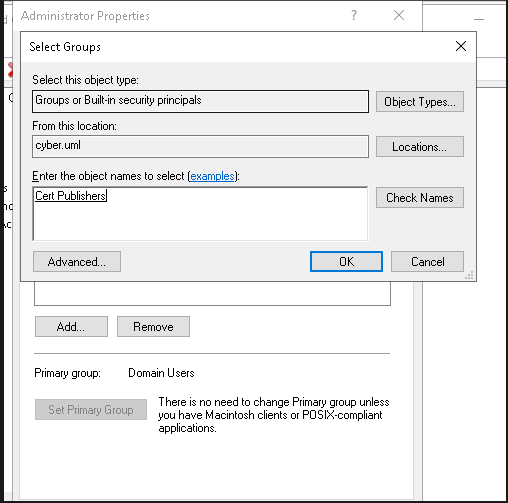 Administrator Properties
?
Select Groups
Select this object type:
Groups or Built-in security principals
Object Types...
From this location:
cyber.uml
Locations...
Enter the object names to select (examples):
Cert Publishers
Check Names
Advanced...
OK
Cancel
Add...
Remove
Primary group:
Domain Users
Set Primary Group
There is no need to change Primary group unless
you have Macintosh clients or POSIX-compliant
applications.